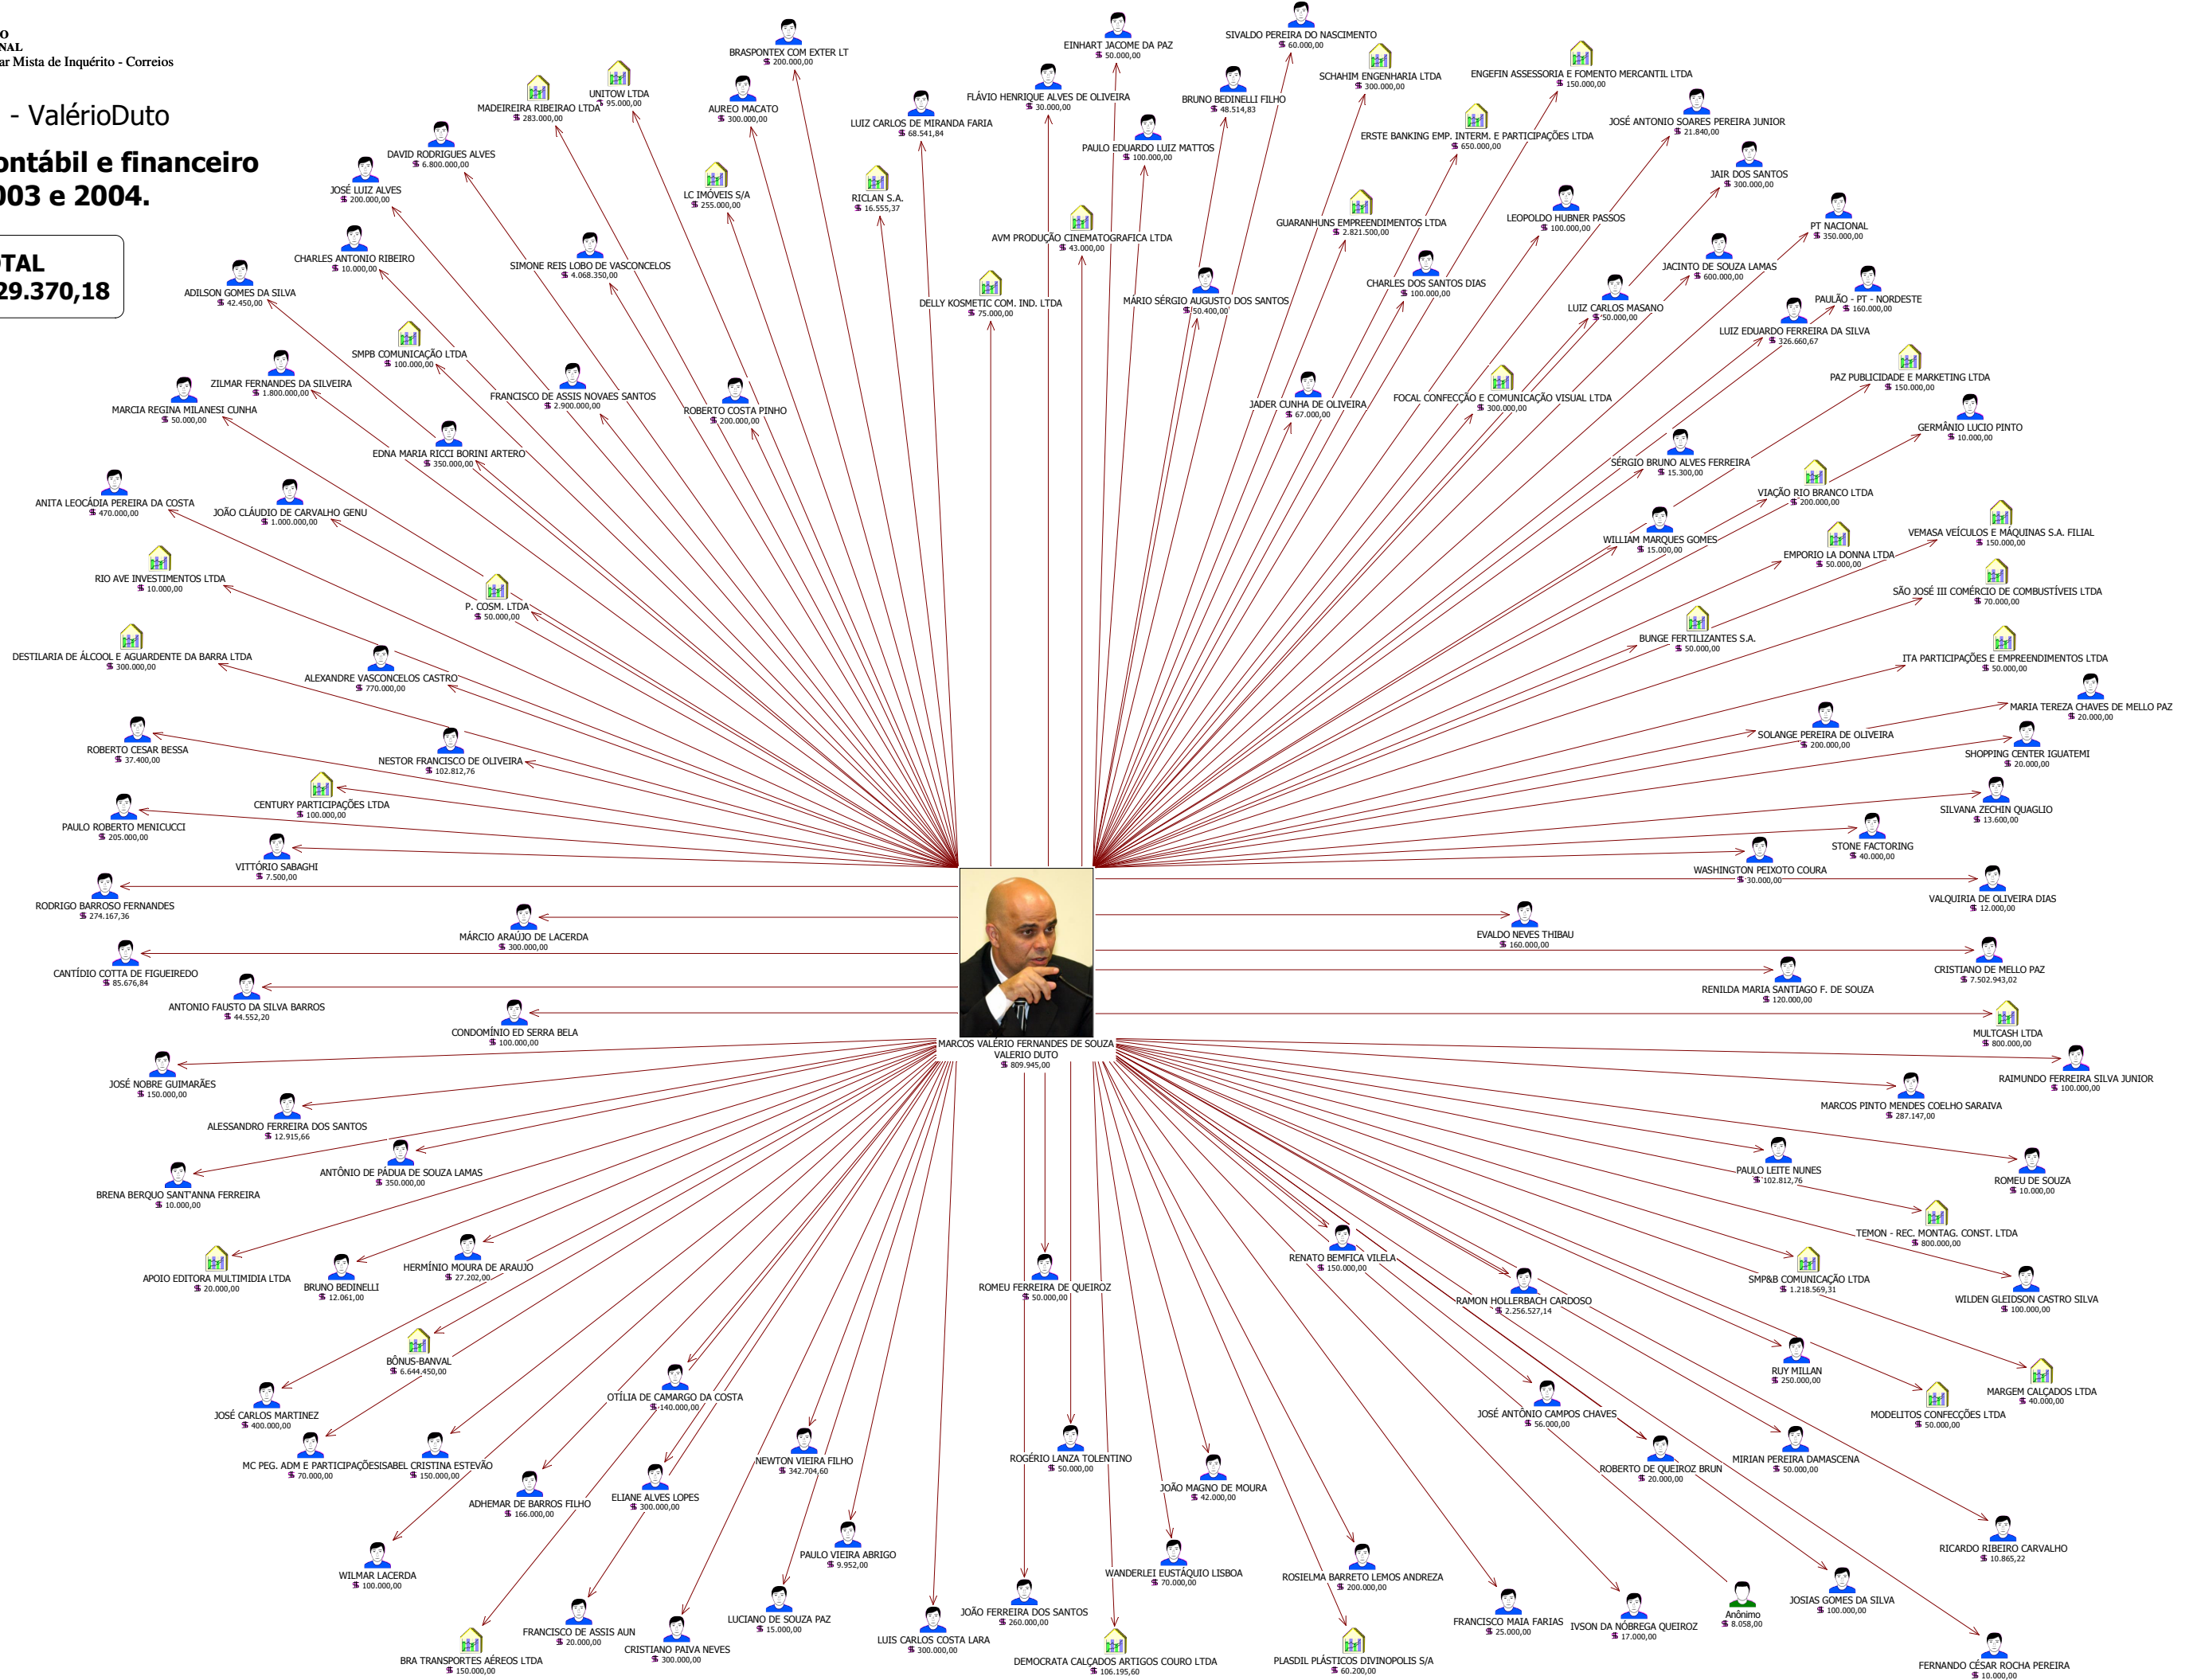 O
NAL
ar Mista de Inquérito - Correios
- ValérioDuto
ontábil e financeiro
003 e 2004.
OTAL
29.370,18
BRASPONTEX COM EXTER LT
$ 200.000,00
EINHART JACOME DA PAZ
$ 50.000,00
SIVALDO PEREIRA DO NASCIMENTO
$ 60.000,00
SCHAHIM ENGENHARIA LTDA
$ 300.000,00
ENGEFIN ASSESSORIA E FOMENTO MERCANTIL LTDA
$ 150.000,00
UNITOW LTDA
$ 95.000,00
MADEIREIRA RIBEIRAO LTDA
$ 283.000,00
AUREO MACATO
$ 300.000,00
LUIZ CARLOS DE MIRANDA FARIA
$ 68.541,84
FLÁVIO HENRIQUE ALVES DE OLIVEIRA
$ 30.000,00
BRUNO BEDINELLI FILHO
$ 48.514,83
PAULO EDUARDO LUIZ MATTOS
$ 100.000,00
ERSTE BANKING EMP. INTERM. E PARTICIPAÇÕES LTDA
$ 650.000,00
JOSÉ ANTONIO SOARES PEREIRA JUNIOR
$ 21.840,00
DAVID RODRIGUES ALVES
$ 6.800.000,00
JOSÉ LUIZ ALVES
$ 200.000,00
LC IMÓVEIS S/A
$ 255.000,00
RICLAN S.A.
$ 16.555,37
JAIR DOS SANTOS
$ 300.000,00
AVM PRODUÇÃO CINEMATOGRAFICA LTDA
$ 43.000,00
GUARANHUNS EMPREENDIMENTOS LTDA
$ 2.821.500,00
LEOPOLDO HUBNER PASSOS
$ 100.000,00
PT NACIONAL
$ 350.000,00
CHARLES ANTONIO RIBEIRO
$ 10.000,00
SIMONE REIS LOBO DE VASCONCELOS
$ 4.068.350,00
JACINTO DE SOUZA LAMAS
$ 600.000,00
ADILSON GOMES DA SILVA
$ 42.450,00
DELLY KOSMETIC COM. IND. LTDA
$ 75.000,00
MÁRIO SÉRGIO AUGUSTO DOS SANTOS
$ 50.400,00
CHARLES DOS SANTOS DIAS
$ 100.000,00
LUIZ CARLOS MASANO
$ 50.000,00
PAULÃO - PT - NORDESTE
$ 160.000,00
LUIZ EDUARDO FERREIRA DA SILVA
$ 326.660,67
SMPB COMUNICAÇÃO LTDA
$ 100.000,00
ZILMAR FERNANDES DA SILVEIRA
$ 1.800.000,00
FRANCISCO DE ASSIS NOVAES SANTOS
$ 2.900.000,00
MARCIA REGINA MILANESI CUNHA
$ 50.000,00
ROBERTO COSTA PINHO
$ 200.000,00
JADER CUNHA DE OLIVEIRA
$ 67.000,00
FOCAL CONFECÇÃO E COMUNICAÇÃO VISUAL LTDA
$ 300.000,00
PAZ PUBLICIDADE E MARKETING LTDA
$ 150.000,00
GERMÂNIO LUCIO PINTO
$ 10.000,00
EDNA MARIA RICCI BORINI ARTERO
$ 350.000,00
SÉRGIO BRUNO ALVES FERREIRA
$ 15.300,00
VIAÇÃO RIO BRANCO LTDA
$ 200.000,00
ANITA LEOCÁDIA PEREIRA DA COSTA
$ 470.000,00
JOÃO CLÁUDIO DE CARVALHO GENU
$ 1.000.000,00
WILLIAM MARQUES GOMES
$ 15.000,00
EMPORIO LA DONNA LTDA
$ 50.000,00
VEMASA VEÍCULOS E MÁQUINAS S.A. FILIAL
$ 150.000,00
RIO AVE INVESTIMENTOS LTDA
$ 10.000,00
P. COSM. LTDA
$ 50.000,00
SÃO JOSÉ III COMÉRCIO DE COMBUSTÍVEIS LTDA
$ 70.000,00
BUNGE FERTILIZANTES S.A.
$ 50.000,00
DESTILARIA DE ÁLCOOL E AGUARDENTE DA BARRA LTDA
$ 300.000,00
ALEXANDRE VASCONCELOS CASTRO
$ 770.000,00
ITA PARTICIPAÇÕES E EMPREENDIMENTOS LTDA
$ 50.000,00
MARIA TEREZA CHAVES DE MELLO PAZ
$ 20.000,00
SOLANGE PEREIRA DE OLIVEIRA
$ 200.000,00
ROBERTO CESAR BESSA
$ 37.400,00
NESTOR FRANCISCO DE OLIVEIRA
$ 102.812,76
SHOPPING CENTER IGUATEMI
$ 20.000,00
CENTURY PARTICIPAÇÕES LTDA
$ 100.000,00
PAULO ROBERTO MENICUCCI
$ 205.000,00
SILVANA ZECHIN QUAGLIO
$ 13.600,00
VITTÓRIO SABAGHI
$ 7.500,00
STONE FACTORING
$ 40.000,00
WASHINGTON PEIXOTO COURA
$ 30.000,00
RODRIGO BARROSO FERNANDES
$ 274.167,36
VALQUIRIA DE OLIVEIRA DIAS
$ 12.000,00
MÁRCIO ARAÚJO DE LACERDA
$ 300.000,00
EVALDO NEVES THIBAU
$ 160.000,00
CANTÍDIO COTTA DE FIGUEIREDO
$ 85.676,84
CRISTIANO DE MELLO PAZ
$ 7.502.943,02
RENILDA MARIA SANTIAGO F. DE SOUZA
$ 120.000,00
ANTONIO FAUSTO DA SILVA BARROS
$ 44.552,20
CONDOMÍNIO ED SERRA BELA
$ 100.000,00
MULTCASH LTDA
$ 800.000,00
MARCOS VALÉRIO FERNANDES DE SOUZA
VALERIO DUTO
$ 809.945,00
JOSÉ NOBRE GUIMARÃES
$ 150.000,00
RAIMUNDO FERREIRA SILVA JUNIOR
$ 100.000,00
MARCOS PINTO MENDES COELHO SARAIVA
$ 287.147,00
ALESSANDRO FERREIRA DOS SANTOS
$ 12.915,66
ANTÔNIO DE PÁDUA DE SOUZA LAMAS
$ 350.000,00
PAULO LEITE NUNES
$ 102.812,76
ROMEU DE SOUZA
$ 10.000,00
BRENA BERQUO SANT'ANNA FERREIRA
$ 10.000,00
TEMON - REC. MONTAG. CONST. LTDA
$ 800.000,00
HERMÍNIO MOURA DE ARAUJO
$ 27.202,00
RENATO BEMFICA VILELA
$ 150.000,00
APOIO EDITORA MULTIMIDIA LTDA
$ 20.000,00
BRUNO BEDINELLI
$ 12.061,00
ROMEU FERREIRA DE QUEIROZ
$ 50.000,00
SMP&B COMUNICAÇÃO LTDA
$ 1.218.569,31
RAMON HOLLERBACH CARDOSO
$ 2.256.527,14
WILDEN GLEIDSON CASTRO SILVA
$ 100.000,00
BÔNUS-BANVAL
$ 6.644.450,00
RUY MILLAN
$ 250.000,00
MARGEM CALÇADOS LTDA
$ 40.000,00
OTÍLIA DE CAMARGO DA COSTA
$ 140.000,00
JOSÉ CARLOS MARTINEZ
$ 400.000,00
JOSÉ ANTÔNIO CAMPOS CHAVES
$ 56.000,00
MODELITOS CONFECÇÕES LTDA
$ 50.000,00
MC PEG. ADM E PARTICIPAÇÕES
$ 70.000,00
ISABEL CRISTINA ESTEVÃO
$ 150.000,00
NEWTON VIEIRA FILHO
$ 342.704,60
ROGÉRIO LANZA TOLENTINO
$ 50.000,00
ROBERTO DE QUEIROZ BRUN
$ 20.000,00
MIRIAN PEREIRA DAMASCENA
$ 50.000,00
ADHEMAR DE BARROS FILHO
$ 166.000,00
ELIANE ALVES LOPES
$ 300.000,00
JOÃO MAGNO DE MOURA
$ 42.000,00
PAULO VIEIRA ABRIGO
$ 9.952,00
RICARDO RIBEIRO CARVALHO
$ 10.865,22
WILMAR LACERDA
$ 100.000,00
WANDERLEI EUSTÁQUIO LISBOA
$ 70.000,00
ROSIELMA BARRETO LEMOS ANDREZA
$ 200.000,00
JOÃO FERREIRA DOS SANTOS
$ 260.000,00
LUCIANO DE SOUZA PAZ
$ 15.000,00
FRANCISCO MAIA FARIAS
$ 25.000,00
IVSON DA NÓBREGA QUEIROZ
$ 17.000,00
Anônimo
$ 8.058,00
JOSIAS GOMES DA SILVA
$ 100.000,00
FRANCISCO DE ASSIS AUN
$ 20.000,00
CRISTIANO PAIVA NEVES
$ 300.000,00
LUIS CARLOS COSTA LARA
$ 300.000,00
BRA TRANSPORTES AÉREOS LTDA
$ 150.000,00
DEMOCRATA CALÇADOS ARTIGOS COURO LTDA
$ 106.195,60
PLASDIL PLÁSTICOS DIVINOPOLIS S/A
$ 60.200,00
FERNANDO CÉSAR ROCHA PEREIRA
$ 10.000,00